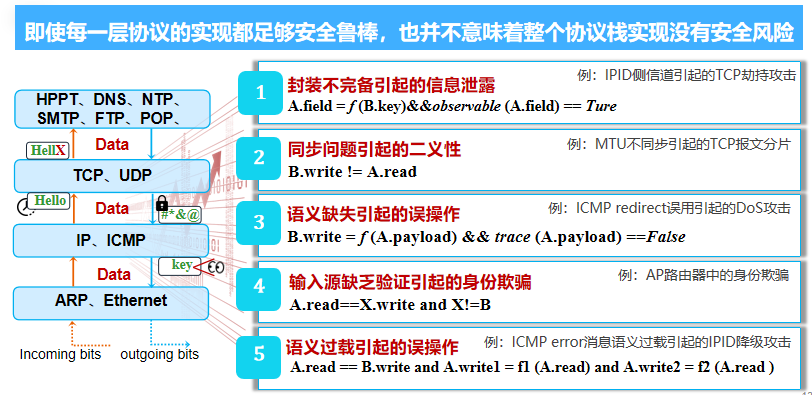 即使每一层协议的实现都足够安全鲁棒，也并不意味着整个协议栈实现没有安全风险
HPPT、DNS、NTP、
SMTP、FTP、POP、
HellX
Data
TCP、UDP
Hello
Data
#*&@
IP、ICMP
key
Data
ARP、Ethernet
Incoming bits
outgoing bits
1
封装不完备引起的信息泄露
例：IPID侧信道引起的TCP劫持攻击
A.field = f (B.key)&&observable (A.field) == Ture
2
同步问题引起的二义性
例：MTU不同步引起的TCP报文分片
B.write != A.read
3
语义缺失引起的误操作
例：ICMP redirect误用引起的DoS攻击
B.write = f (A.payload) && trace (A.payload) ==False
4
输入源缺乏验证引起的身份欺骗
例：AP路由器中的身份欺骗
A.read==X.write and X!=B
5
语义过载引起的误操作
例：ICMP error消息语义过载引起的IPID降级攻击
A.read == B.write and A.write1 = f1 (A.read) and A.write2 = f2 (A.read )